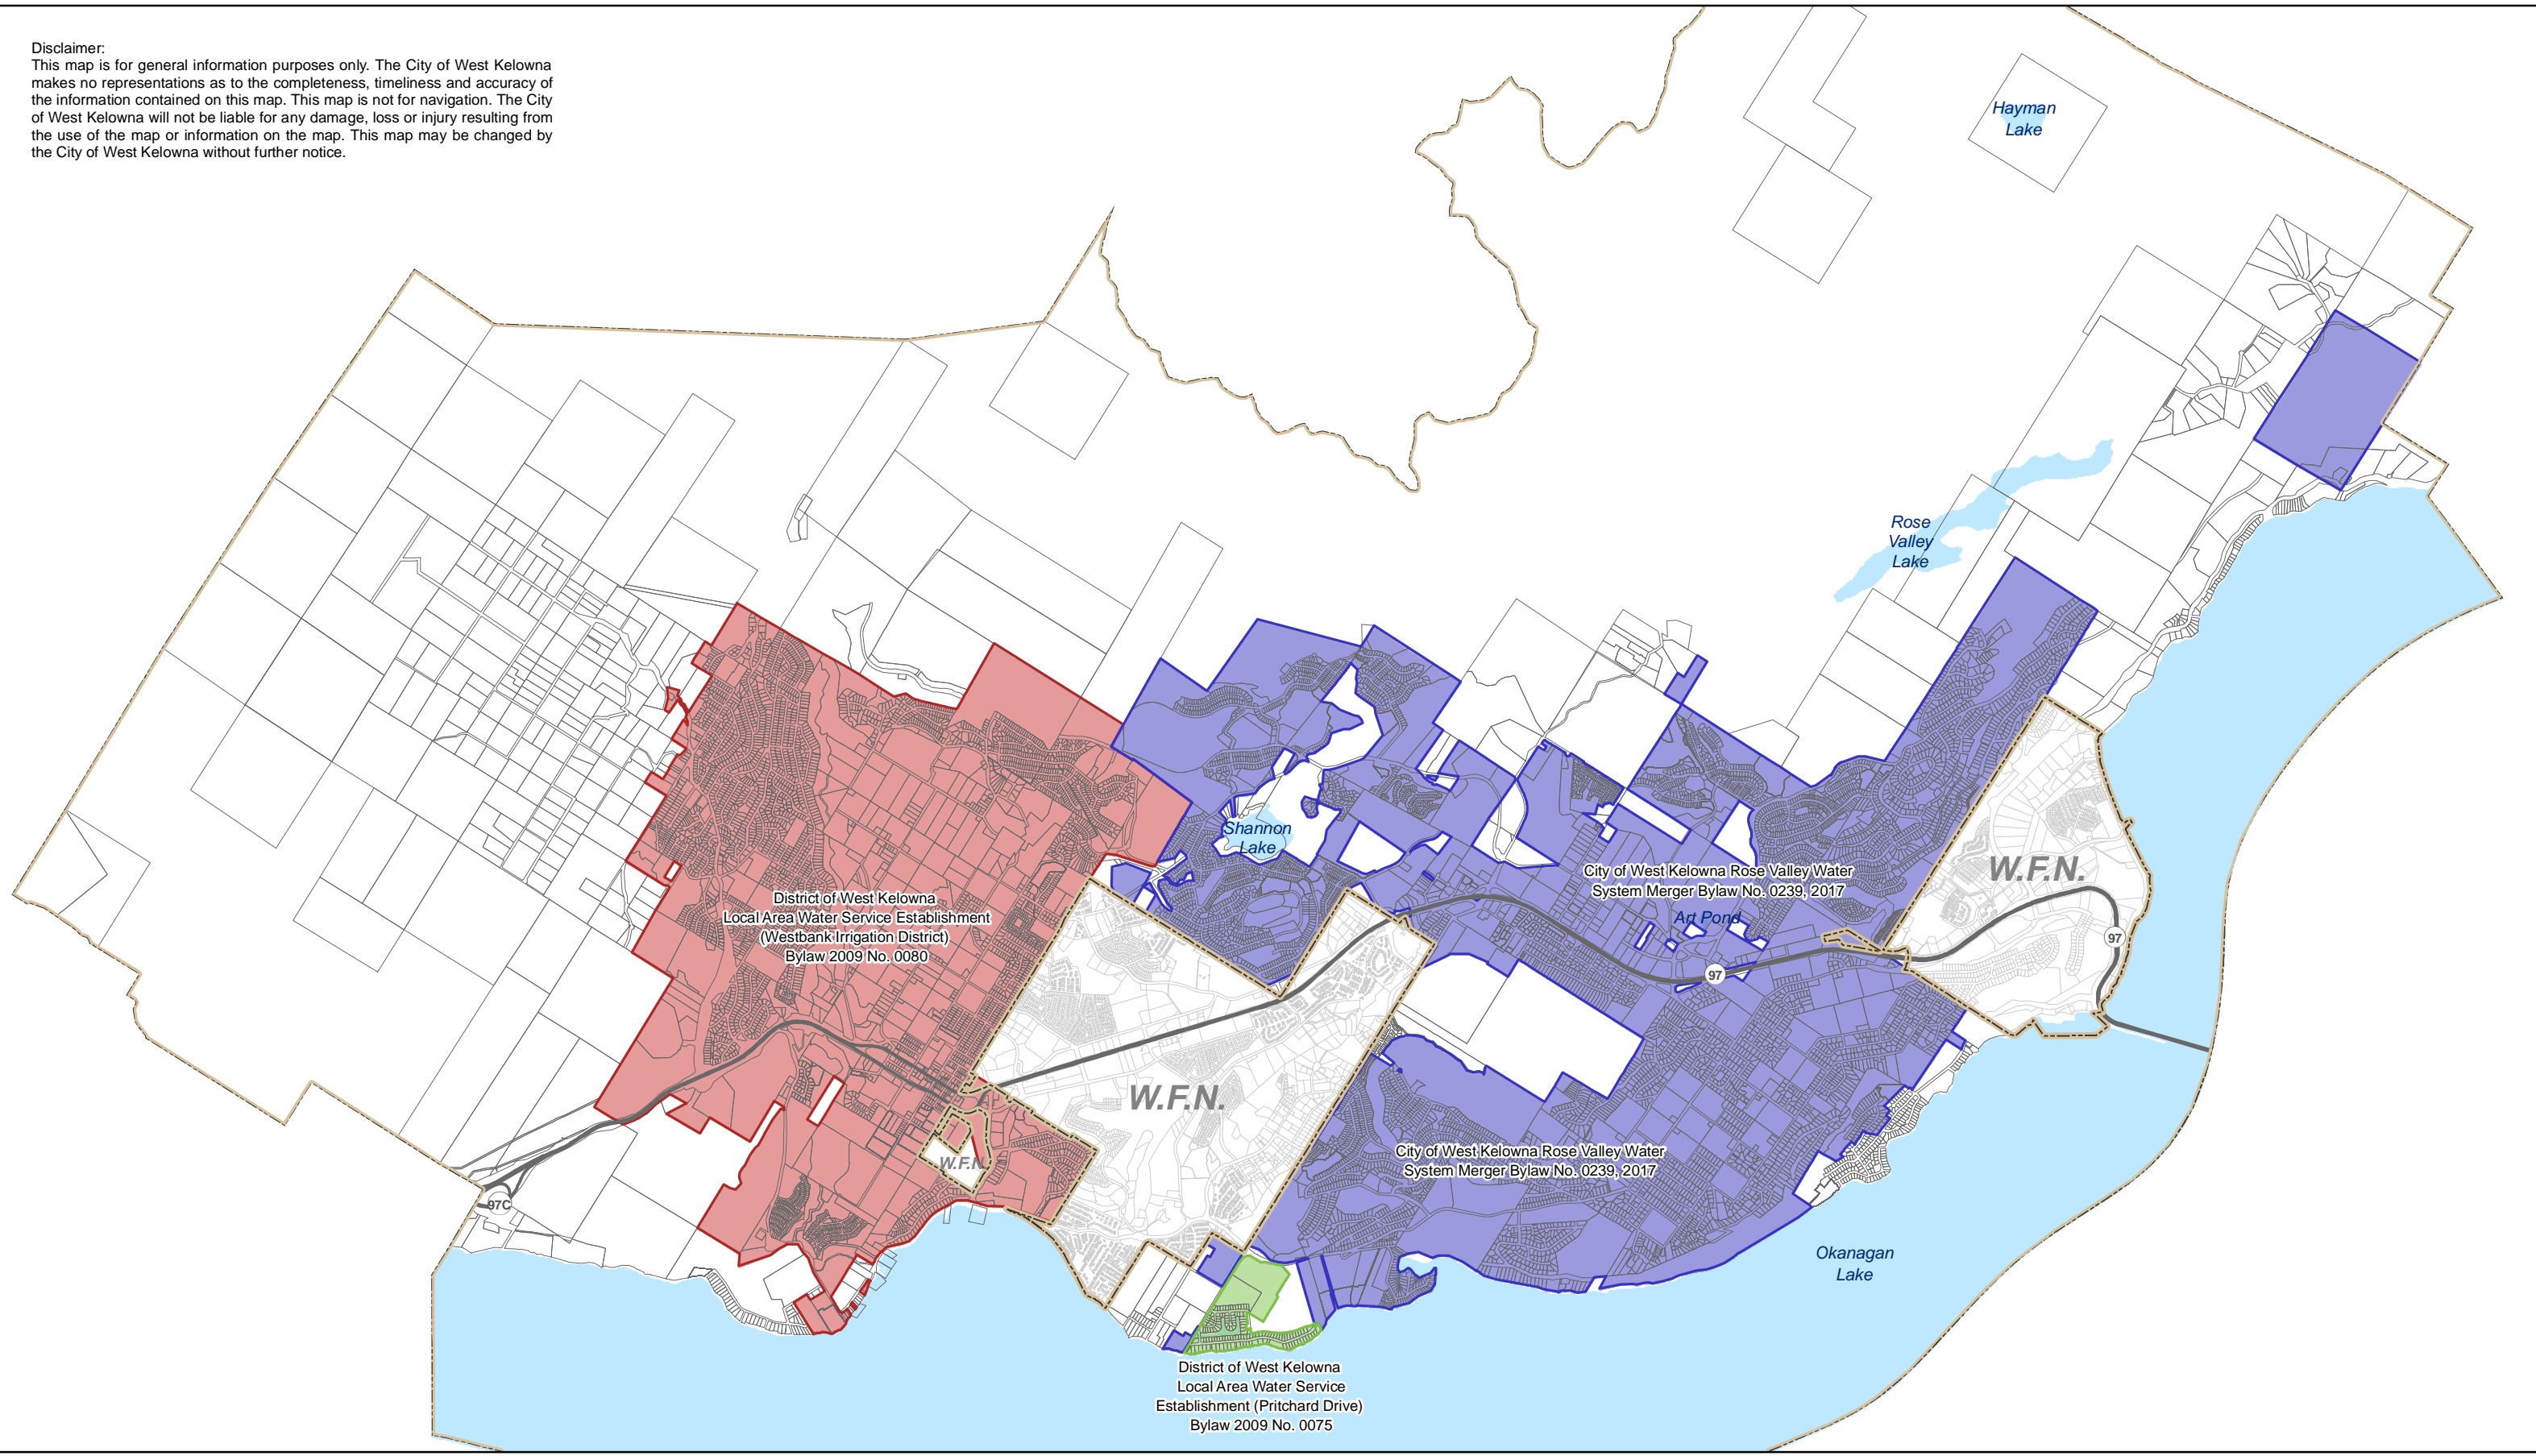 Disclaimer:
This map is for general information purposes only. The City of West Kelowna
makes no representations as to the completeness, timeliness and accuracy of
the information contained on this map. This map is not for navigation. The City
of West Kelowna will not be liable for any damage, loss or injury resulting from
the use of the map or information on the map. This map may be changed by
the City of West Kelowna without further notice.
Hayman
Lake
Rose
Valley
Lake
Shannon
Lake
City of West Kelowna Rose Valley Water
System Merger Bylaw No. 0239, 2017
W.F.N.
Art Pond
97
97
District of West Kelowna
Local Area Water Service Establishment
(Westbank Irrigation District)
Bylaw 2009 No. 0080
W.F.N.
W.F.N.
City of West Kelowna Rose Valley Water
System Merger Bylaw No. 0239, 2017
97C
Okanagan
Lake
District of West Kelowna
Local Area Water Service
Establishment (Pritchard Drive)
Bylaw 2009 No. 0075